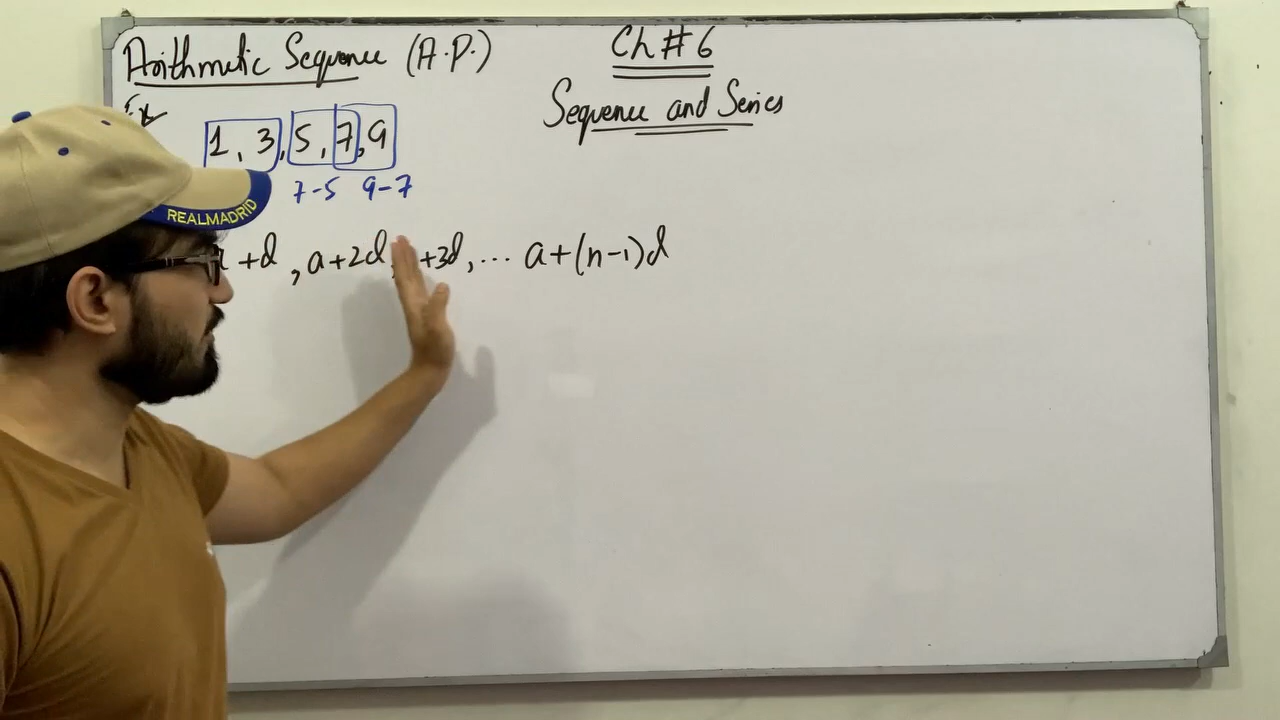 Arithmetic Sequence (A.P.)
Ch # 6
Sequence and Series
Ex
1, 3, 5, 7, 9
7-5 9-7
REALMADRID
+d, a+2d, +3d, ... a+(n-1)d